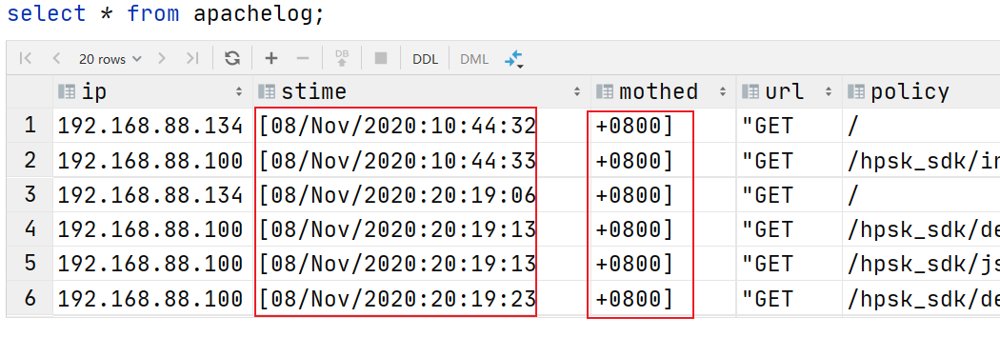 select * from apachelog;
20 rows DB DDL DML
ip stime mothed url policy
1 192.168.88.134 [08/Nov/2020:10:44:32 +0800] "GET /
2 192.168.88.100 [08/Nov/2020:10:44:33 +0800] "GET /hpsk_sdk/in
3 192.168.88.134 [08/Nov/2020:20:19:06 +0800] "GET /
4 192.168.88.100 [08/Nov/2020:20:19:13 +0800] "GET /hpsk_sdk/de
5 192.168.88.100 [08/Nov/2020:20:19:13 +0800] "GET /hpsk_sdk/js
6 192.168.88.100 [08/Nov/2020:20:19:23 +0800] "GET /hpsk_sdk/de